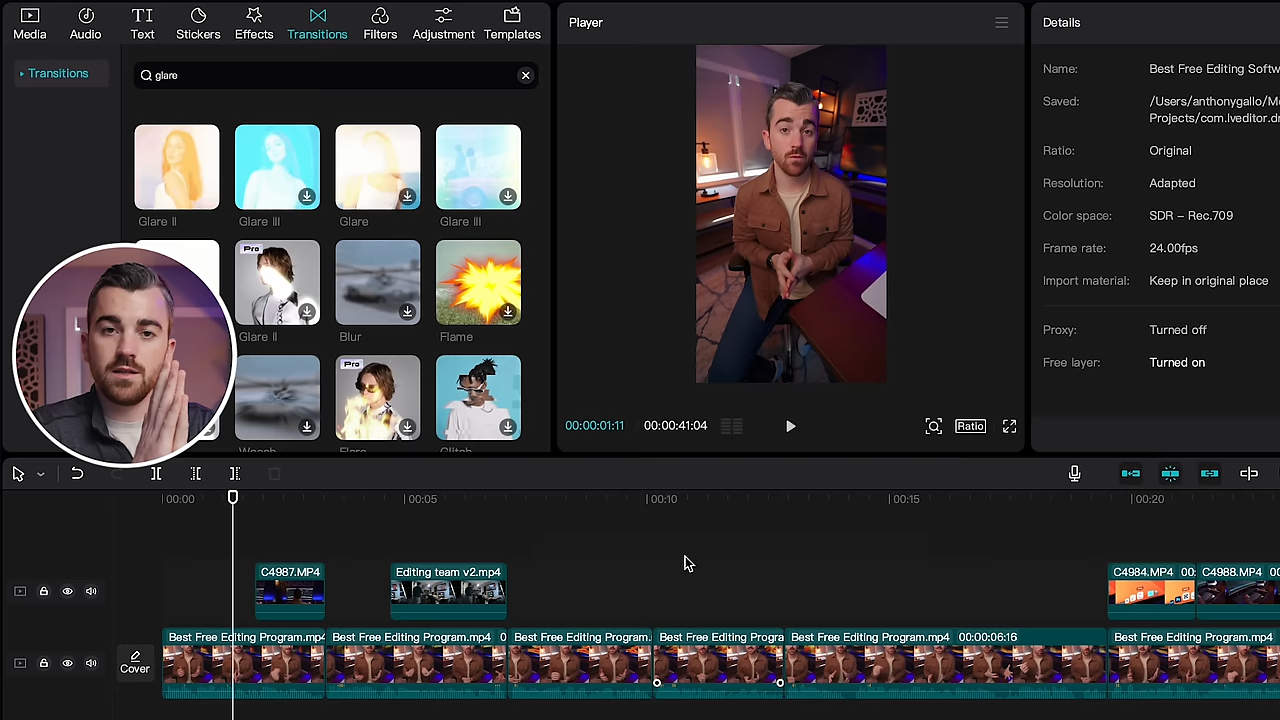 Media
Audio
Text
Stickers
Effects
Transitions
Filters
Adjustment
Templates
Transitions
glare
Glare II
Glare III
Glare
Glare III
Pro
Glare II
Blur
Flame
Pro
Woosh
Flare
Glitch
Player
00:00:01:11
00:00:41:04
Ratio
Details
Name: Best Free Editing Softw
Saved: /Users/anthonygallo/Mo
Projects/com.lveditor.dr
Ratio: Original
Resolution: Adapted
Color space: SDR – Rec.709
Frame rate: 24.00fps
Import material: Keep in original place
Proxy: Turned off
Free layer: Turned on
00:00
00:05
00:10
00:15
00:20
C4987.MP4
Editing team v2.mp4
C4984.MP4 00:
C4988.MP4 00
Cover
Best Free Editing Program.mp4
Best Free Editing Program.mp4 0
Best Free Editing Program.
Best Free Editing Progra
Best Free Editing Program.mp4 00:00:06:16
Best Free Editing Program.mp4